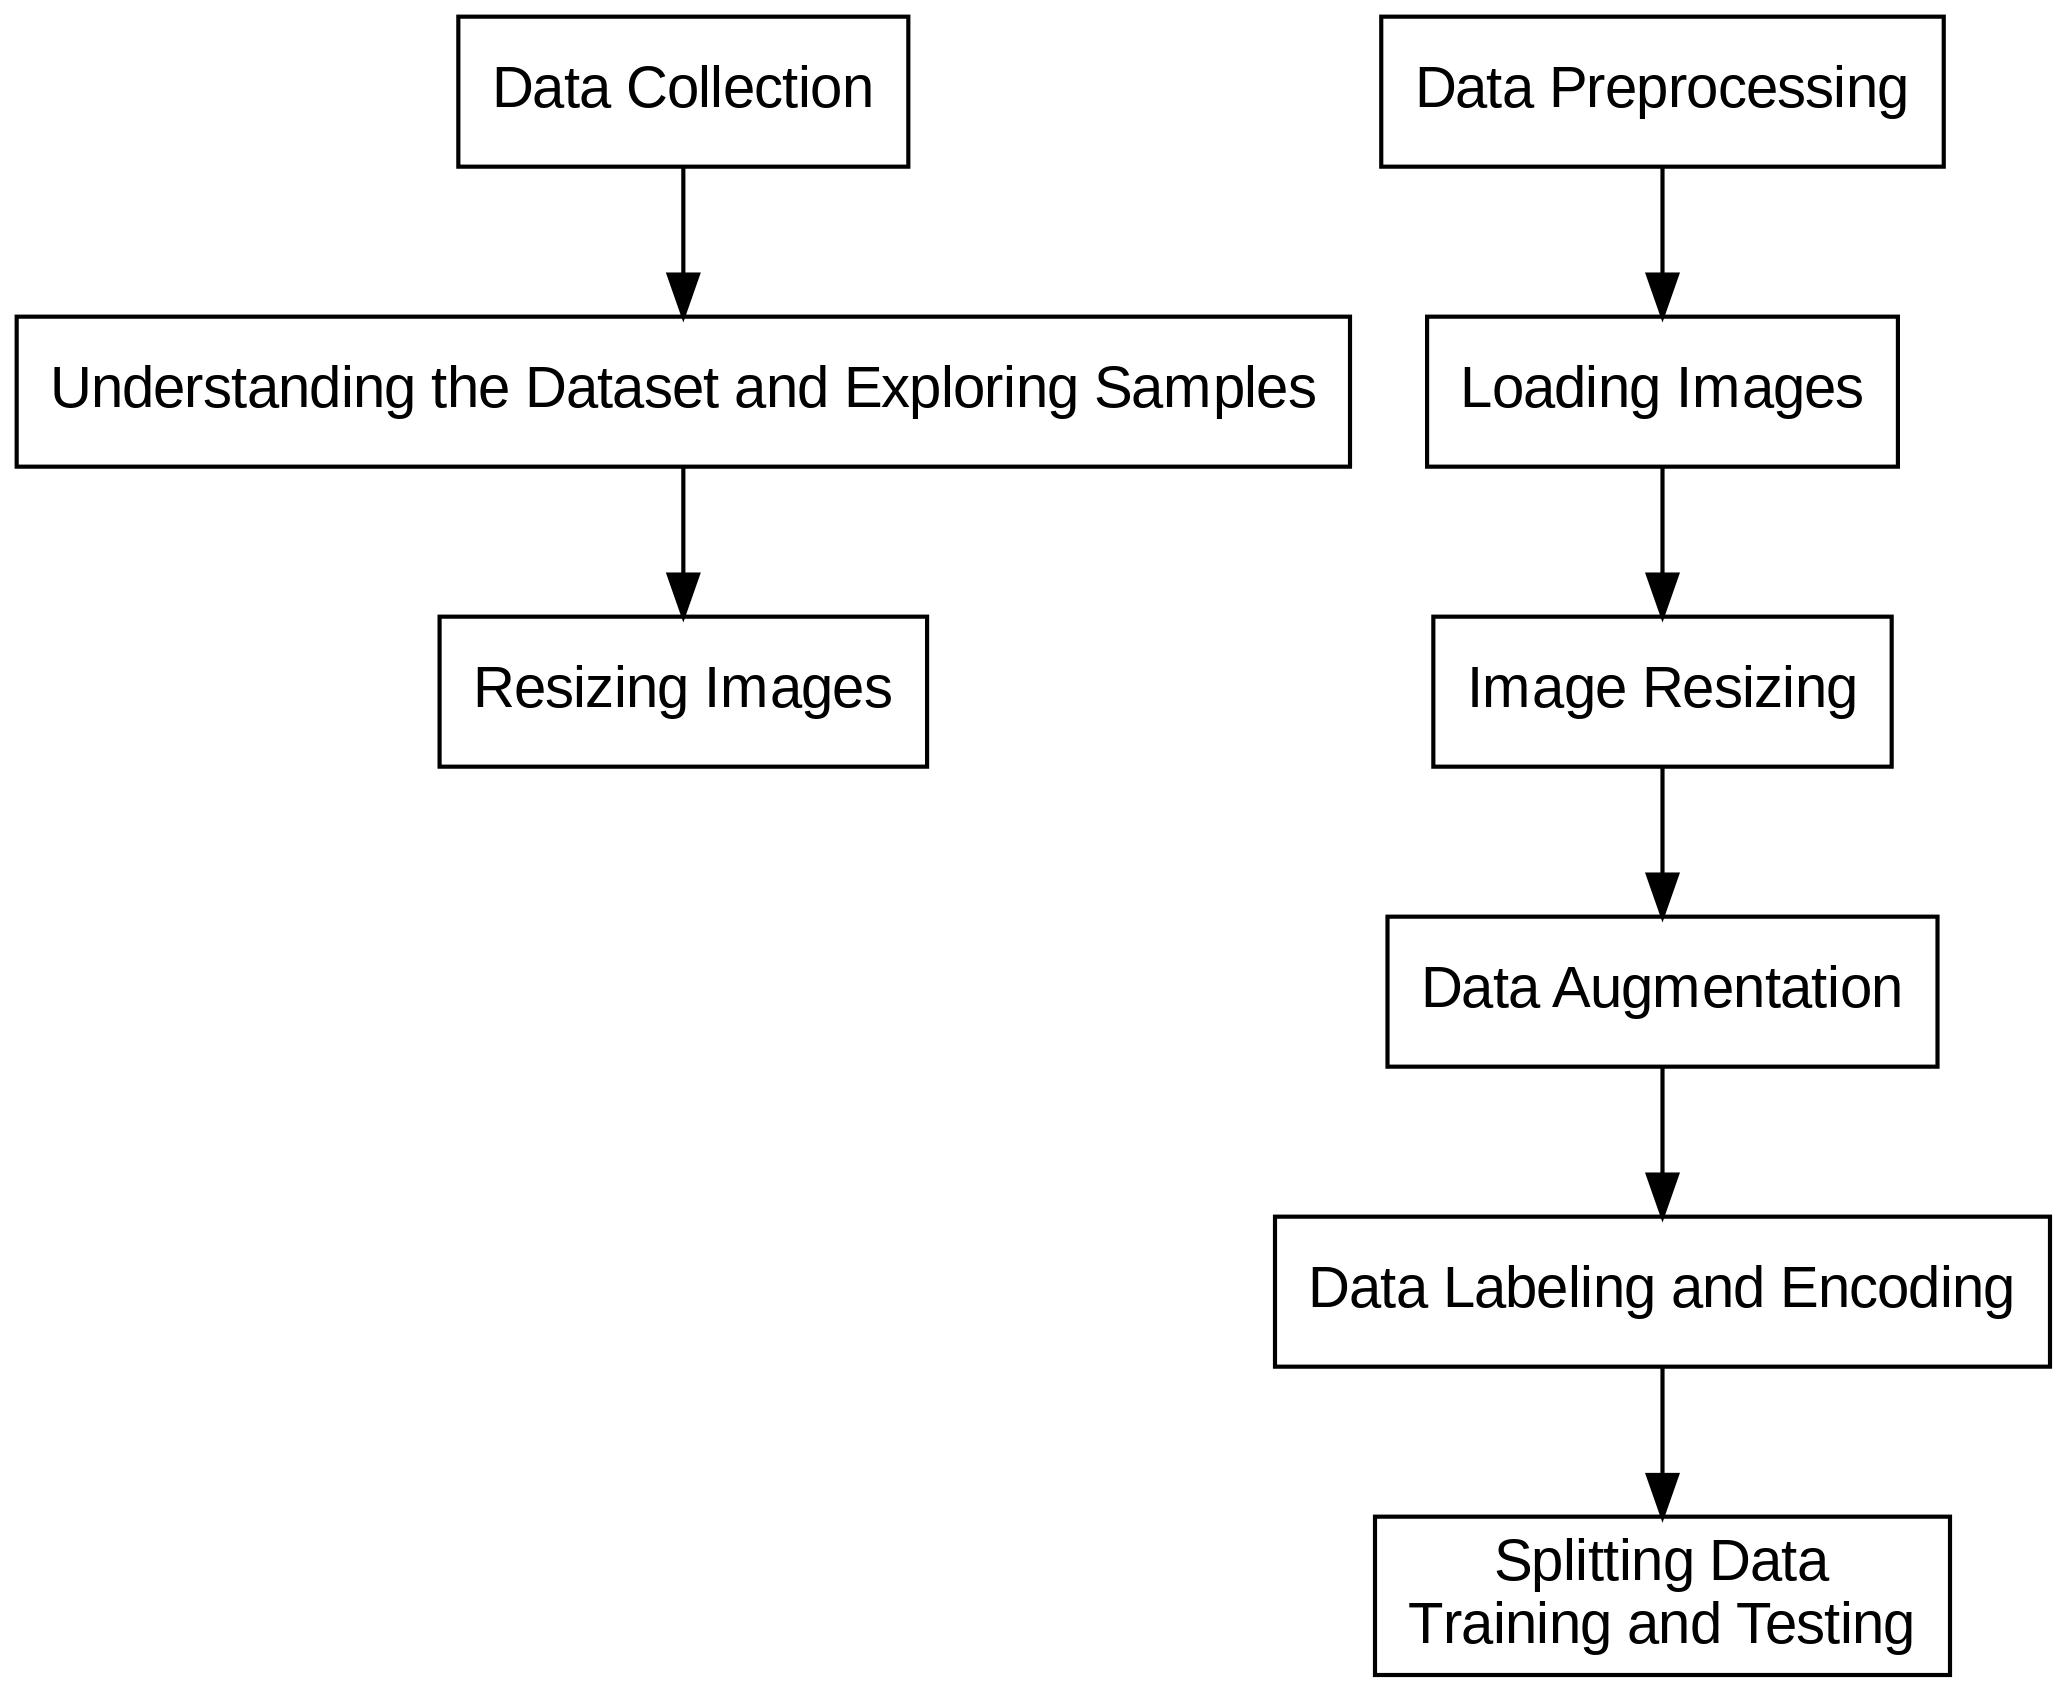 Data Collection
Understanding the Dataset and Exploring Samples
Resizing Images
Data Preprocessing
Loading Images
Image Resizing
Data Augmentation
Data Labeling and Encoding
Splitting Data
Training and Testing